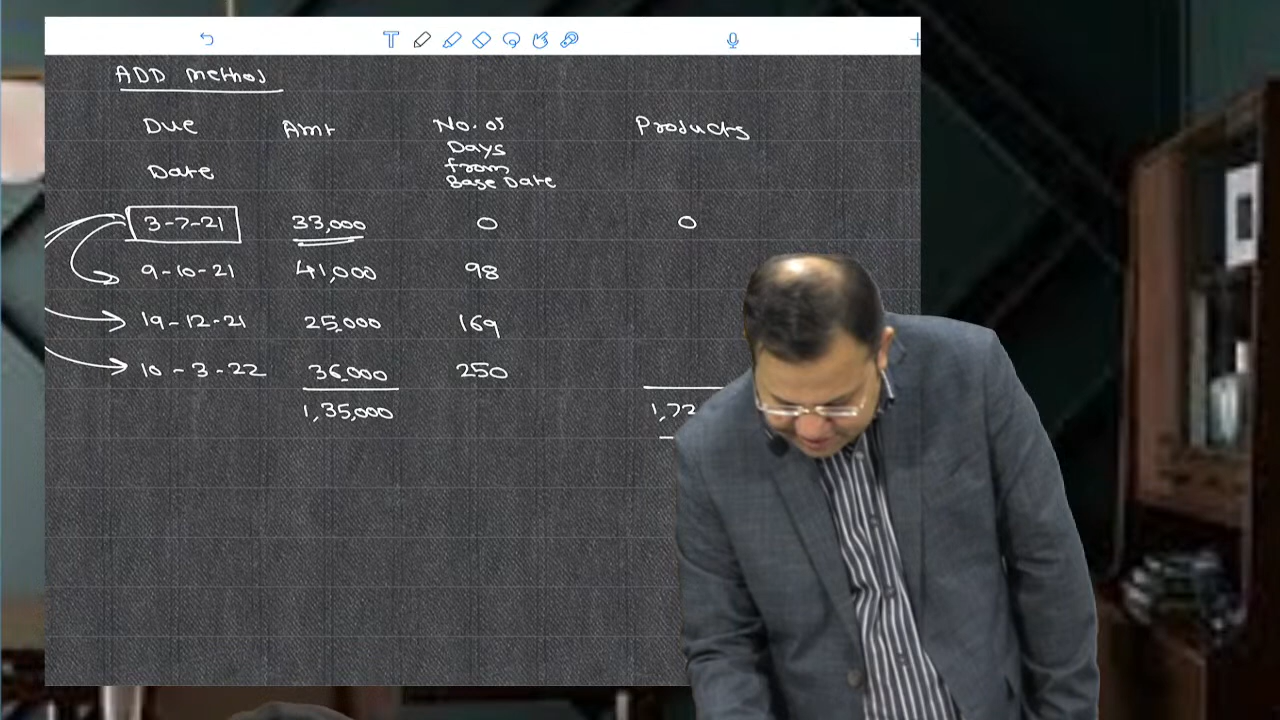 ADD Method
Due Date Amt No. of Days from Base Date Products
3-7-21 33,000 0 0
9-10-21 41,000 98
19-12-21 25,000 169
10-3-22 36,000 250
1,35,000 1,72